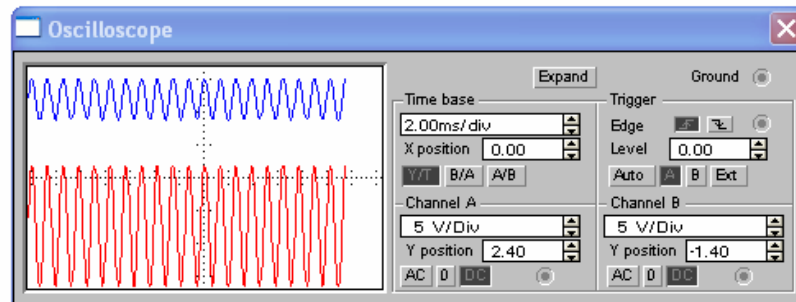 Oscilloscope
Expand Ground
Time base
2.00ms/div
X position 0.00
Y/T B/A A/B
Trigger
Edge
Level 0.00
Auto A B Ext
Channel A
5 V/Div
Y position 2.40
AC 0 DC
Channel B
5 V/Div
Y position -1.40
AC 0 DC